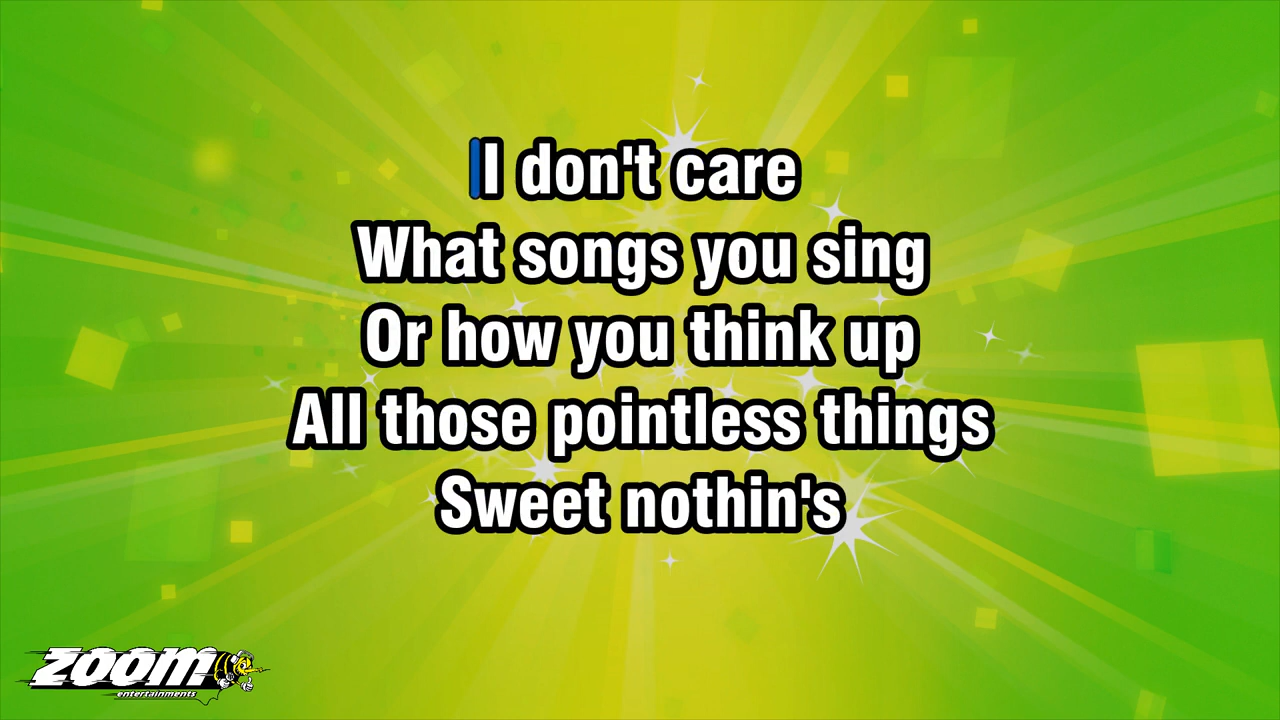 I don't care
What songs you sing
Or how you think up
All those pointless things
Sweet nothin's
zoom
entertainments